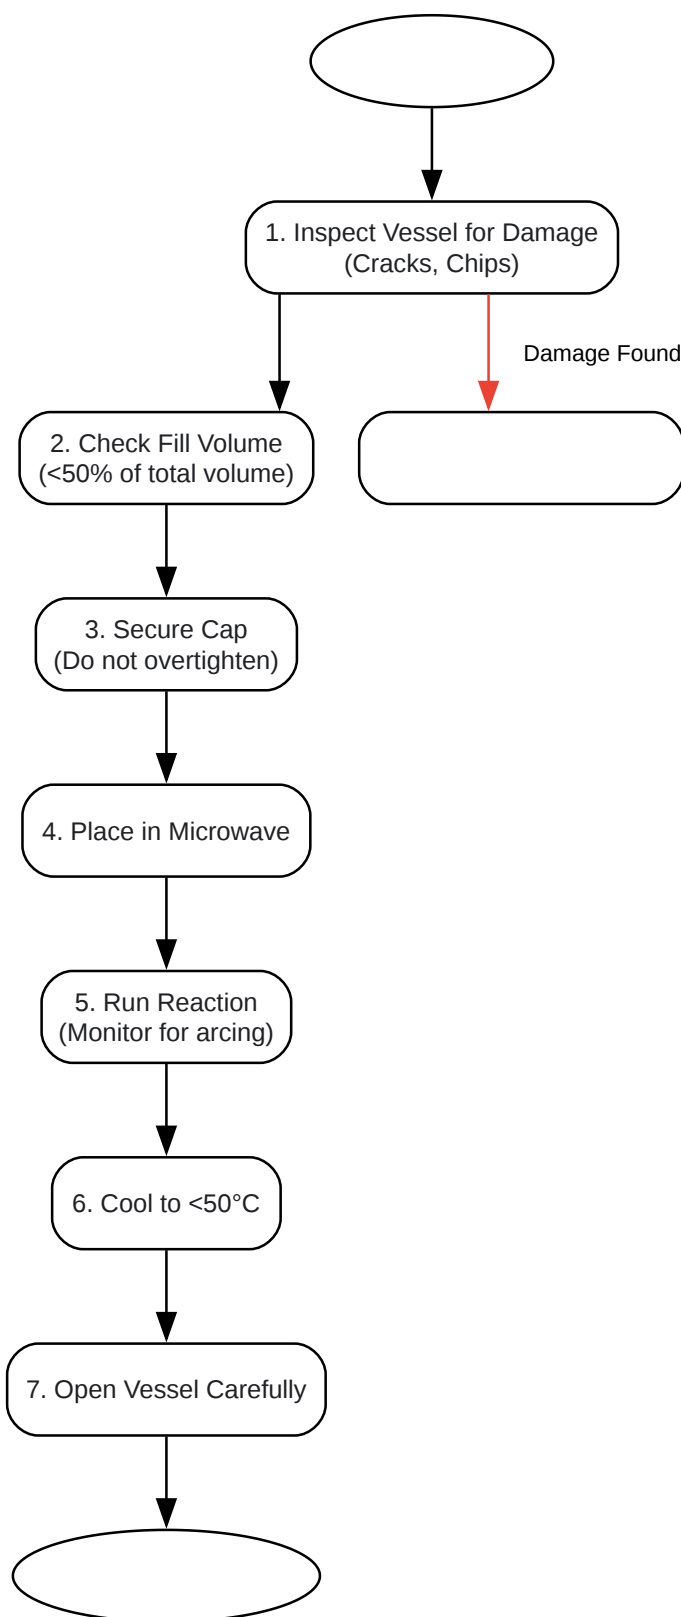 1. Inspect Vessel for Damage
(Cracks, Chips)
Damage Found
2. Check Fill Volume
(<50% of total volume)
3. Secure Cap
(Do not overtighten)
4. Place in Microwave
5. Run Reaction
(Monitor for arcing)
6. Cool to <50°C
7. Open Vessel Carefully